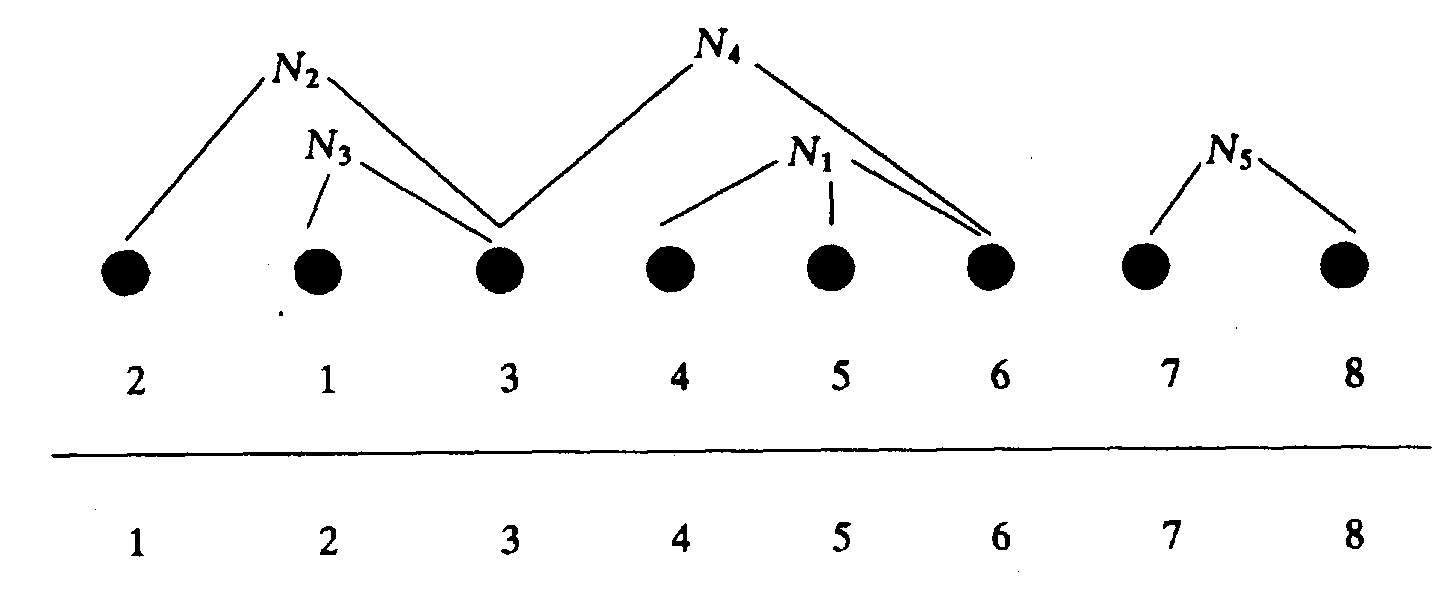 N₂ N₄
N₃ N₁ N₅
2 1 3 4 5 6 7 8
1 2 3 4 5 6 7 8